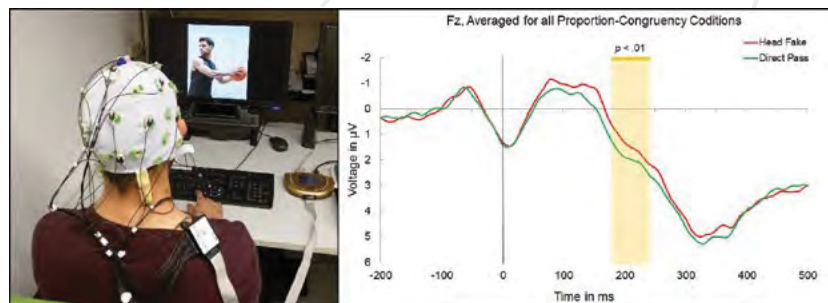 Fz, Averaged for all Proportion-Congruency Coditions
p < .01
Head Fake
Direct Pass
Voltage in µV
-2
-1
0
1
2
3
4
5
6
-200
-100
0
100
200
300
400
500
Time in ms